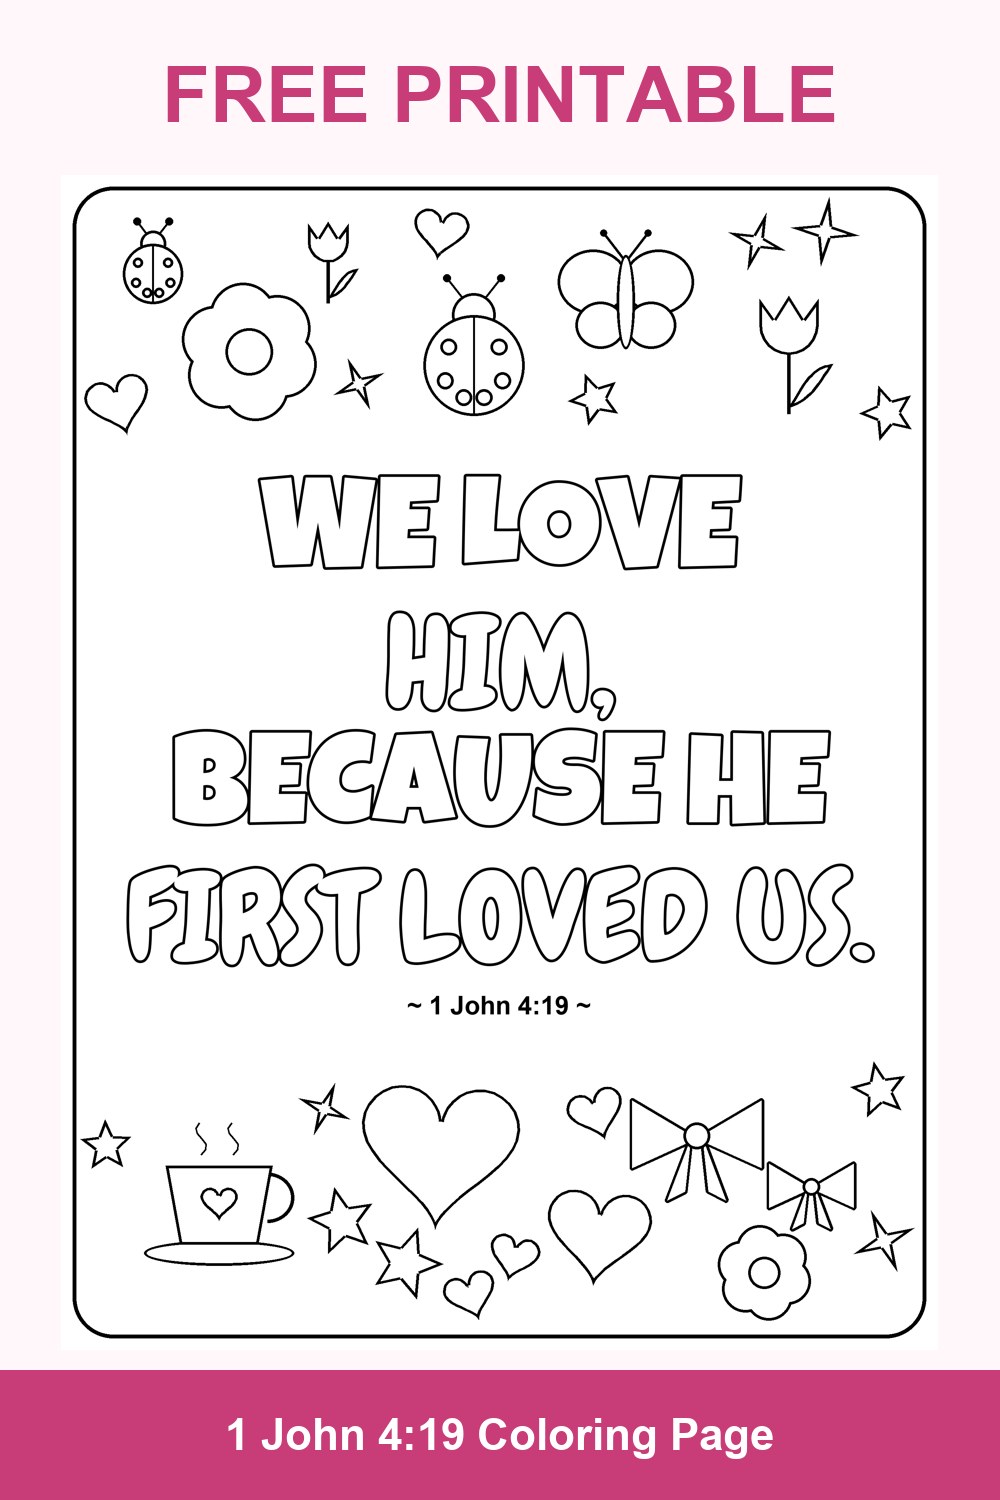 FREE PRINTABLE
WE LOVE
HIM,
BECAUSE HE
FIRST LOVED US.
~ 1 John 4:19 ~
1 John 4:19 Coloring Page